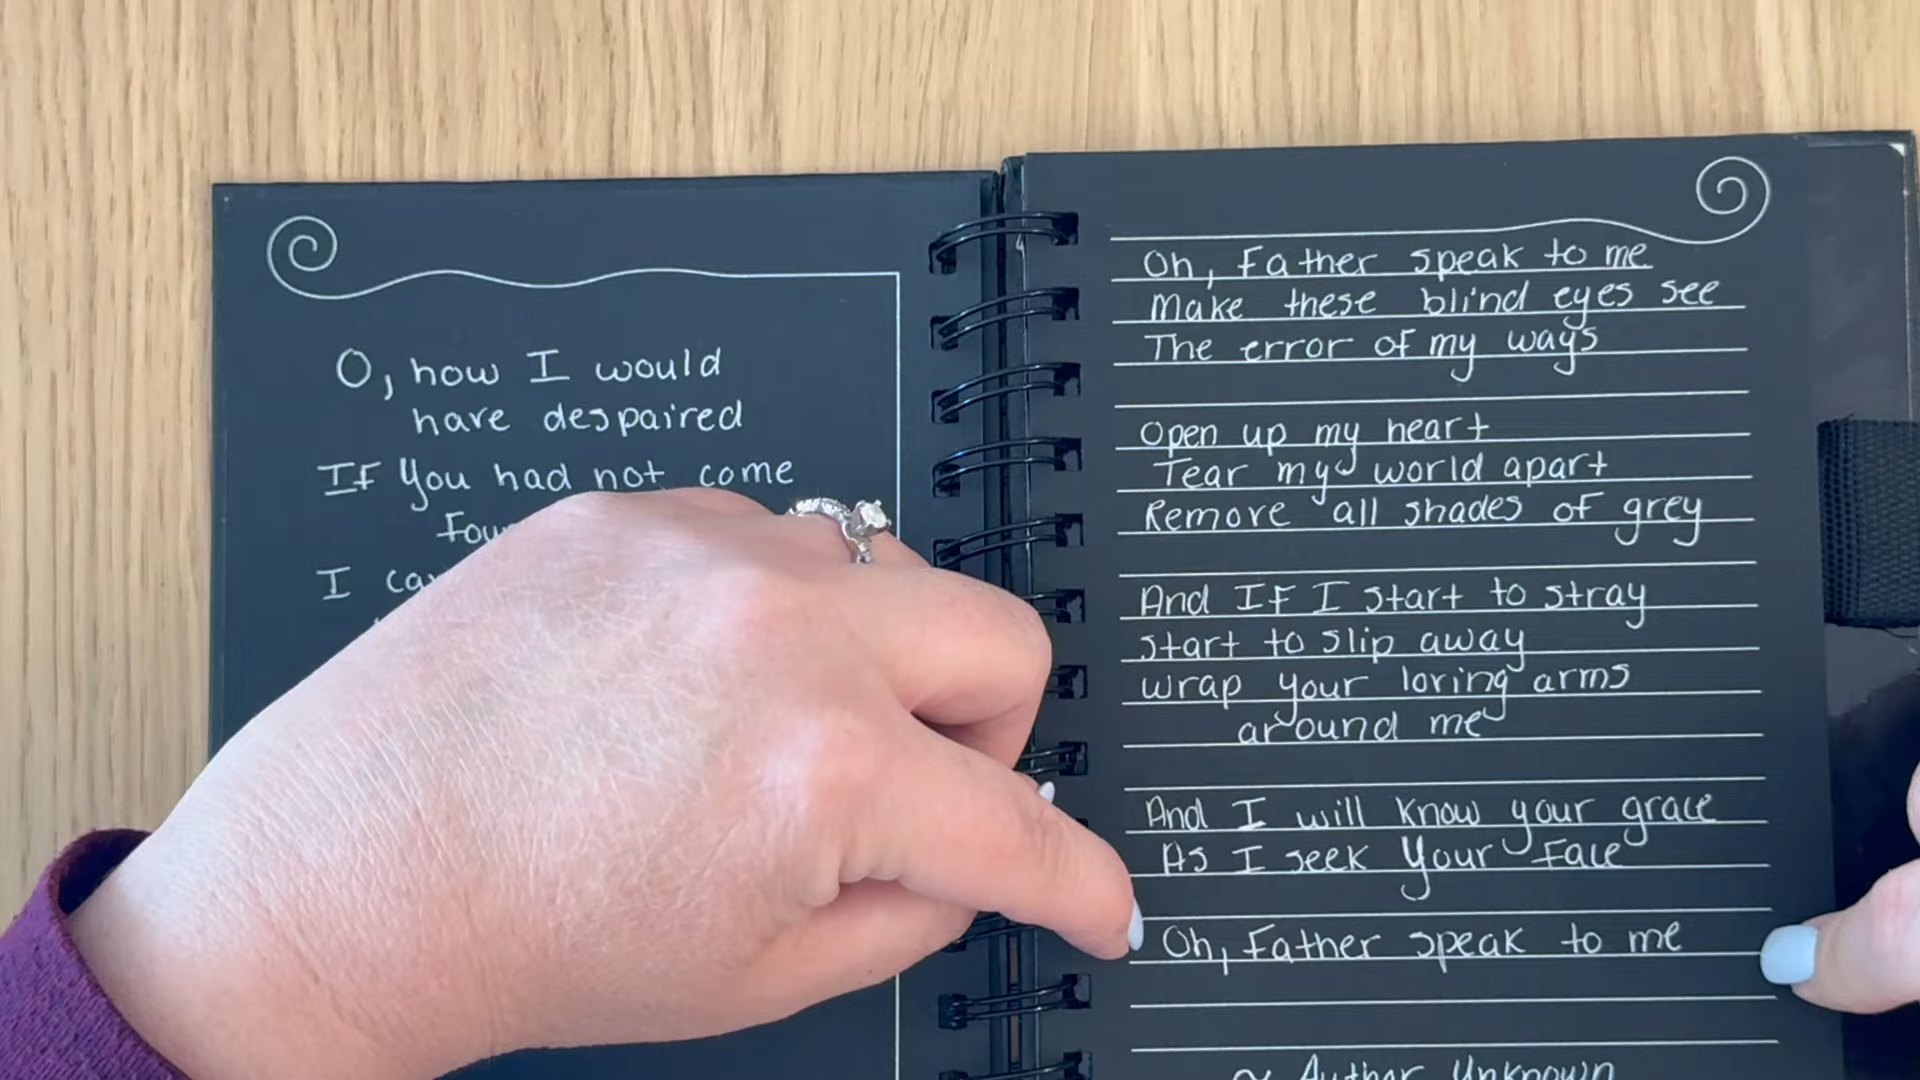 O, how I would
have despaired
If You had not come
I
Oh, Father speak to me
Make these blind eyes see
The error of my ways
Open up my heart
Tear my world apart
Remove all shades of grey
And If I start to stray
start to slip away
wrap your loving arms
around me
And I will know your grace
As I seek Your Face
Oh, Father speak to me
~ Author Unknown